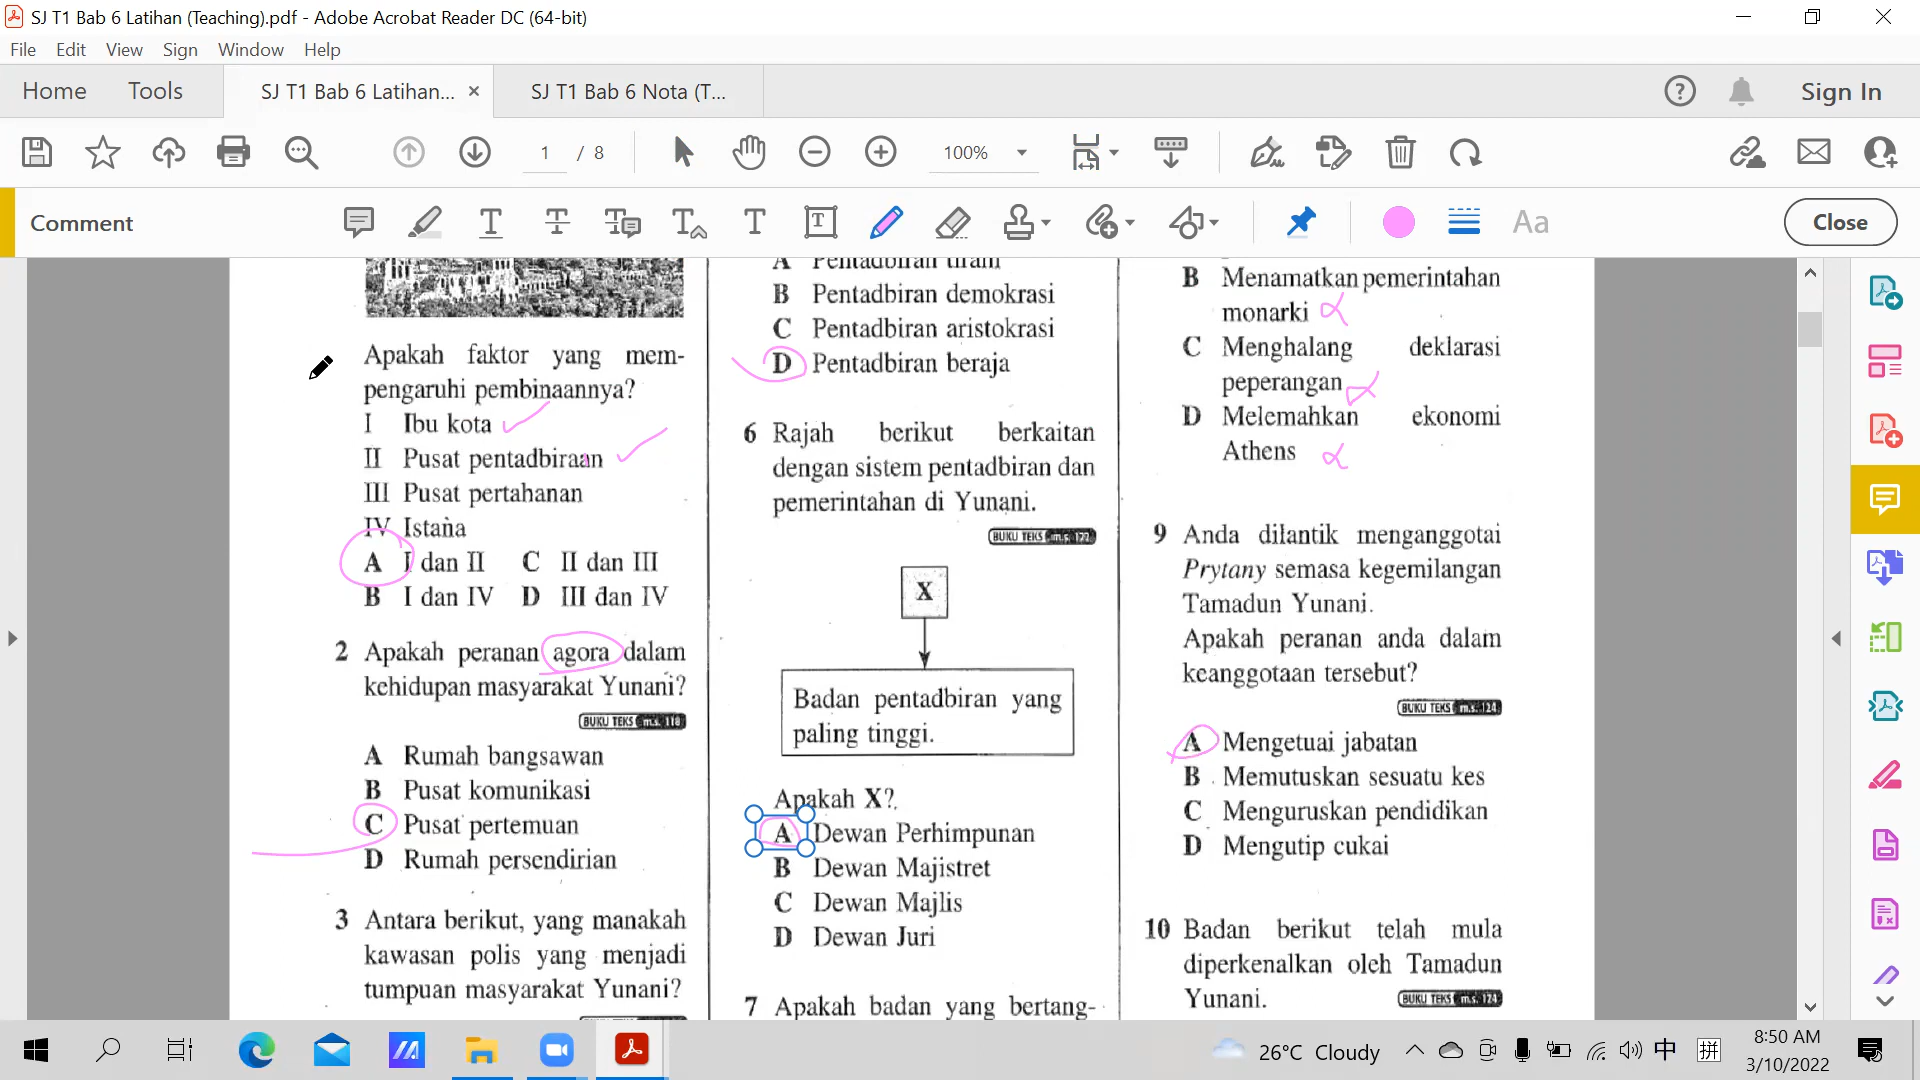 SJ T1 Bab 6 Latihan (Teaching).pdf - Adobe Acrobat Reader DC (64-bit)
File Edit View Sign Window Help
Home Tools SJ T1 Bab 6 Latihan... × SJ T1 Bab 6 Nota (T... Sign In
1 / 8 100%
Comment Aa Close
Apakah faktor yang mem-
pengaruhi pembinaannya?
I Ibu kota
II Pusat pentadbiraan
III Pusat pertahanan
IV Istana
A I dan II C II dan III
B I dan IV D III dan IV
2 Apakah peranan agora dalam
kehidupan masyarakat Yunani?
BUKU TEKS m.s. 118
A Rumah bangsawan
B Pusat komunikasi
C Pusat pertemuan
D Rumah persendirian
3 Antara berikut, yang manakah
kawasan polis yang menjadi
tumpuan masyarakat Yunani?
A Pentadbiran tirani
B Pentadbiran demokrasi
C Pentadbiran aristokrasi
D Pentadbiran beraja
6 Rajah berikut berkaitan
dengan sistem pentadbiran dan
pemerintahan di Yunani.
BUKU TEKS m.s. 122
X
Badan pentadbiran yang
paling tinggi.
Apakah X?
A Dewan Perhimpunan
B Dewan Majistret
C Dewan Majlis
D Dewan Juri
7 Apakah badan yang bertang-
B Menamatkan pemerintahan
monarki
C Menghalang deklarasi
peperangan
D Melemahkan ekonomi
Athens
9 Anda dilantik menganggotai
Prytany semasa kegemilangan
Tamadun Yunani.
Apakah peranan anda dalam
keanggotaan tersebut?
BUKU TEKS m.s. 124
A Mengetuai jabatan
B Memutuskan sesuatu kes
C Menguruskan pendidikan
D Mengutip cukai
10 Badan berikut telah mula
diperkenalkan oleh Tamadun
Yunani.
BUKU TEKS m.s. 124
26°C Cloudy 中 拼 8:50 AM
3/10/2022